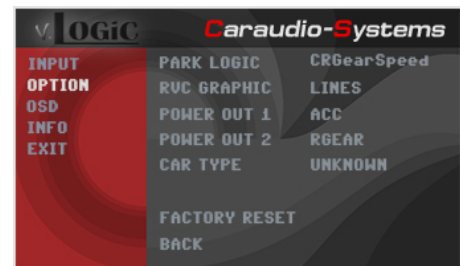 v.LOGiC Caraudio-Systems
INPUT
OPTION
OSD
INFO
EXIT
PARK LOGIC CRGearSpeed
RVC GRAPHIC LINES
POWER OUT 1 ACC
POWER OUT 2 RGEAR
CAR TYPE UNKNOWN
FACTORY RESET
BACK